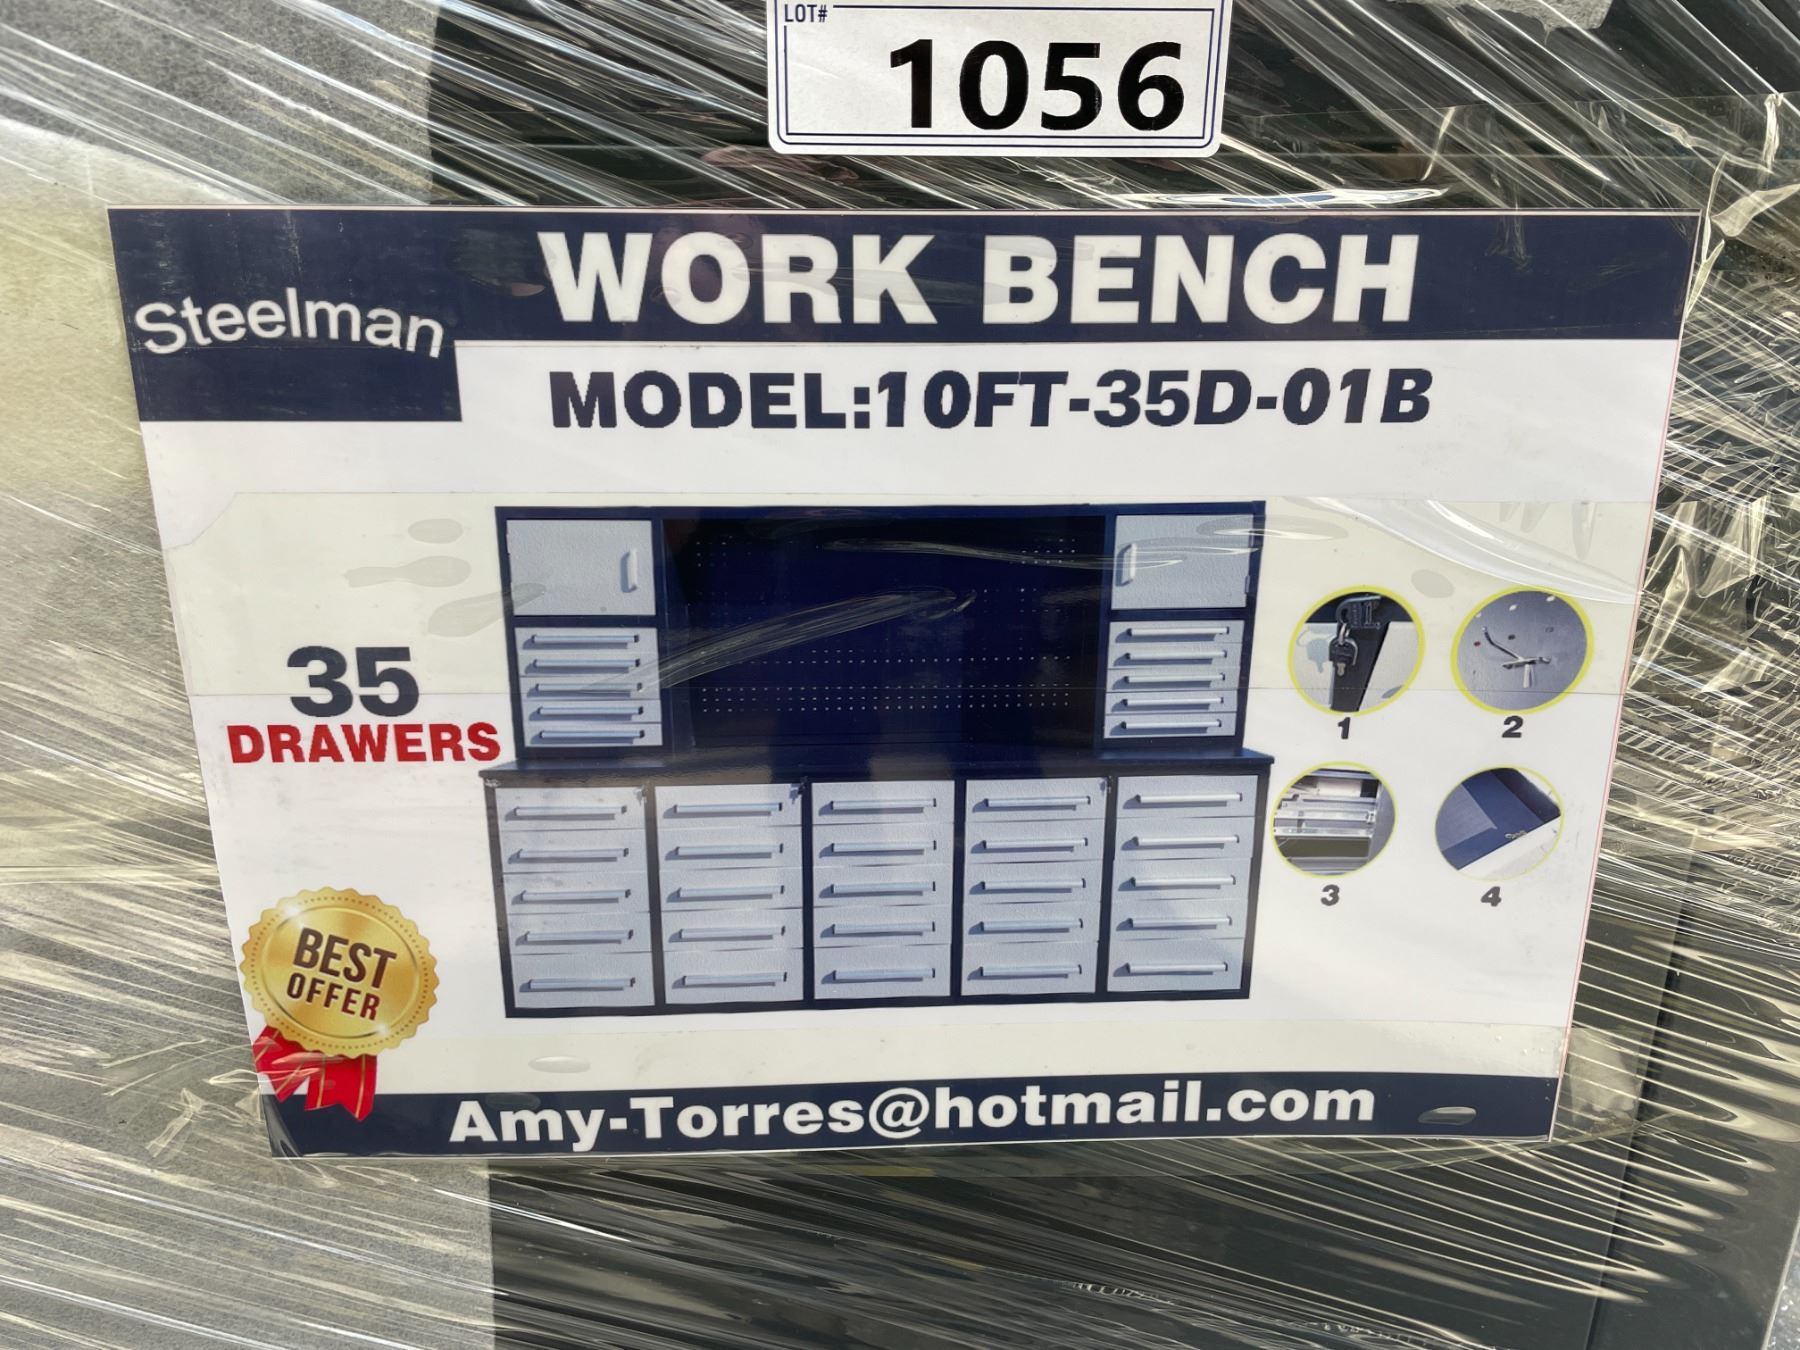 LOT#
1056
Steelman
WORK BENCH
MODEL:10FT-35D-01B
35
DRAWERS
1
2
3
4
BEST
OFFER
Amy-Torres@hotmail.com